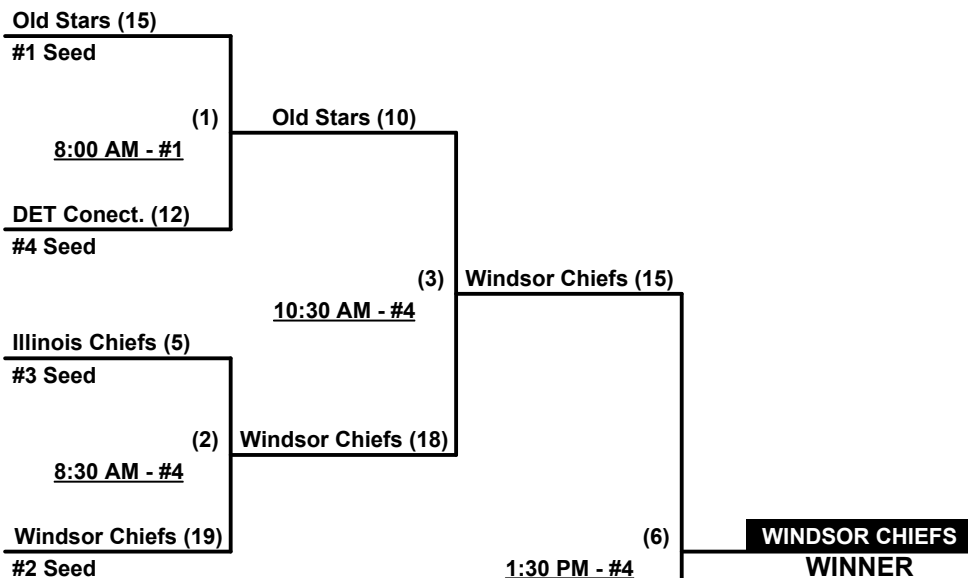 Old Stars (15)
#1 Seed
(1)
Old Stars (10)
8:00 AM - #1
DET Conect. (12)
#4 Seed
(3)
Windsor Chiefs (15)
10:30 AM - #4
Illinois Chiefs (5)
#3 Seed
(2)
Windsor Chiefs (18)
8:30 AM - #4
Windsor Chiefs (19)
#2 Seed
(6)
WINDSOR CHIEFS
1:30 PM - #4
WINNER